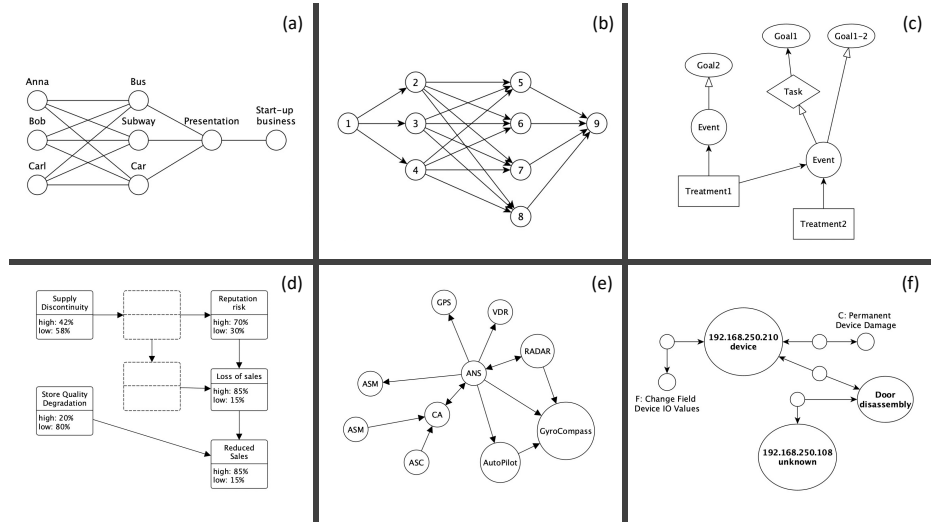 (a)
Anna
Bus
Bob
Subway
Presentation
Start-up
business
Carl
Car
(b)
1
2
3
4
5
6
7
8
9
(c)
Goal1
Goal1-2
Goal2
Task
Event
Event
Treatment1
Treatment2
(d)
Supply
Discontinuity
high: 42%
low: 58%
Reputation
risk
high: 70%
low: 30%
Loss of sales
high: 85%
low: 15%
Store Quality
Degradation
high: 20%
low: 80%
Reduced
Sales
high: 85%
low: 15%
(e)
GPS
VDR
RADAR
ANS
ASM
CA
ASM
GyroCompass
ASC
AutoPilot
(f)
C: Permanent
Device Damage
192.168.250.210
device
F: Change Field
Device IO Values
Door
disassembly
192.168.250.108
unknown